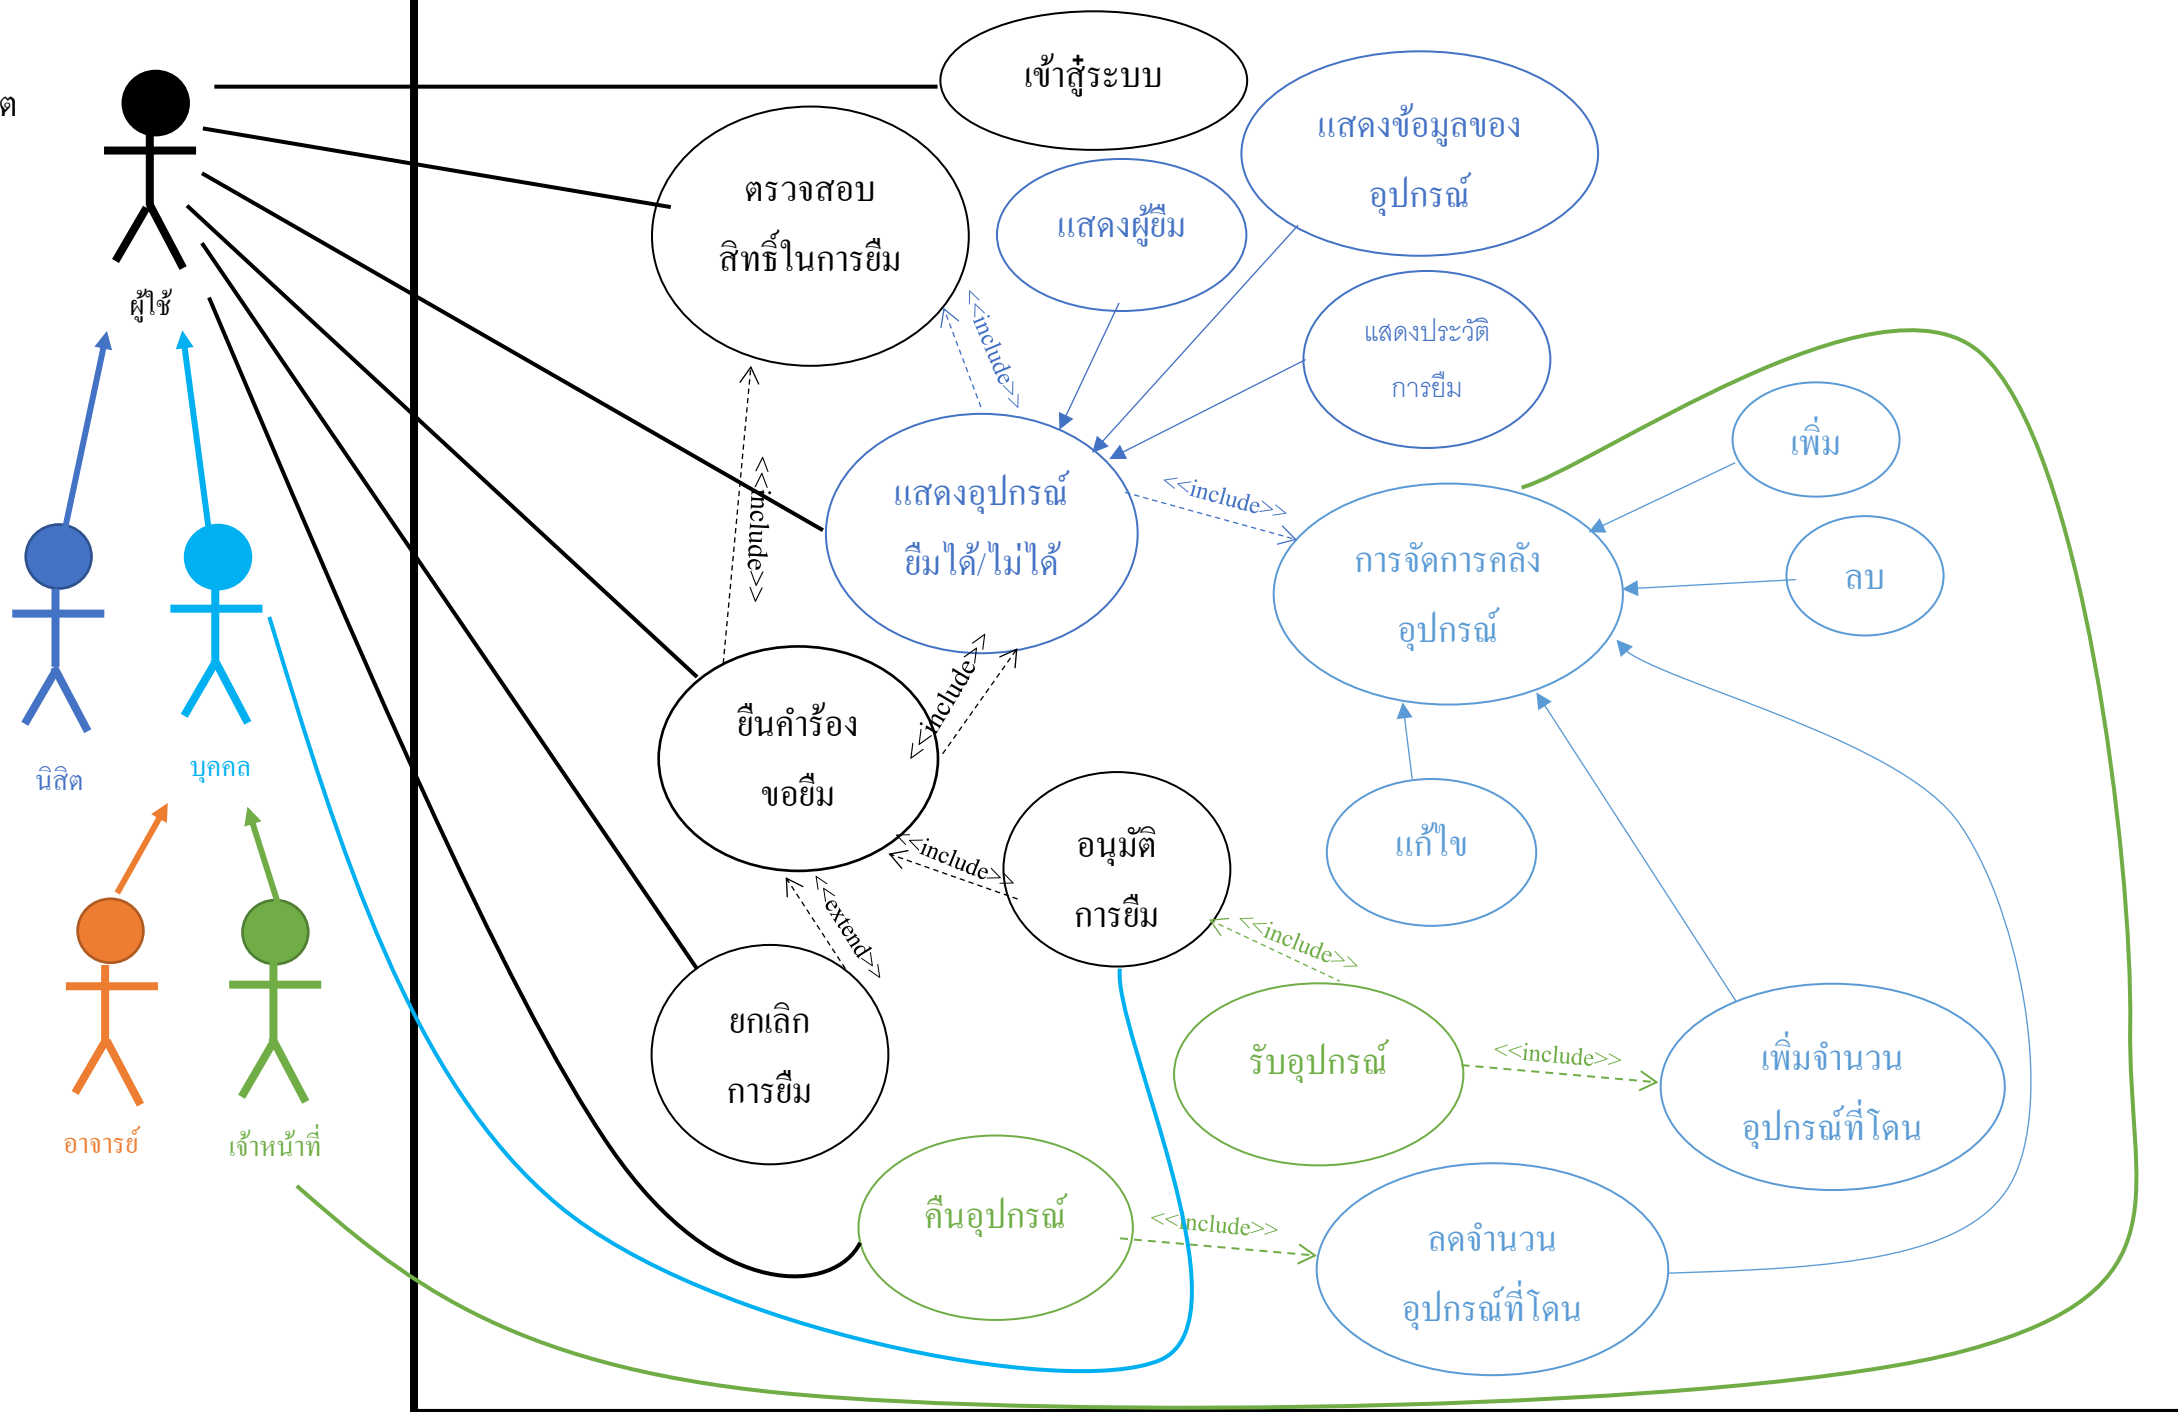 ต
ผู้ใช้
นิสิต
บุคคล
อาจารย์
เจ้าหน้าที่
เข้าสู่ระบบ
ตรวจสอบ
สิทธิ์ในการยืม
แสดงผู้ยืม
แสดงข้อมูลของ
อุปกรณ์
แสดงประวัติ
การยืม
<<include>>
<<include>>
แสดงอุปกรณ์
ยืมได้/ไม่ได้
<<include>>
การจัดการคลัง
อุปกรณ์
เพิ่ม
ลบ
แก้ไข
<<include>>
ยืนคำร้อง
ขอยืม
<<include>>
อนุมัติ
การยืม
<<extend>>
ยกเลิก
การยืม
<<include>>
รับอุปกรณ์
<<include>>
เพิ่มจำนวน
อุปกรณ์ที่โดน
คืนอุปกรณ์
<<include>>
ลดจำนวน
อุปกรณ์ที่โดน